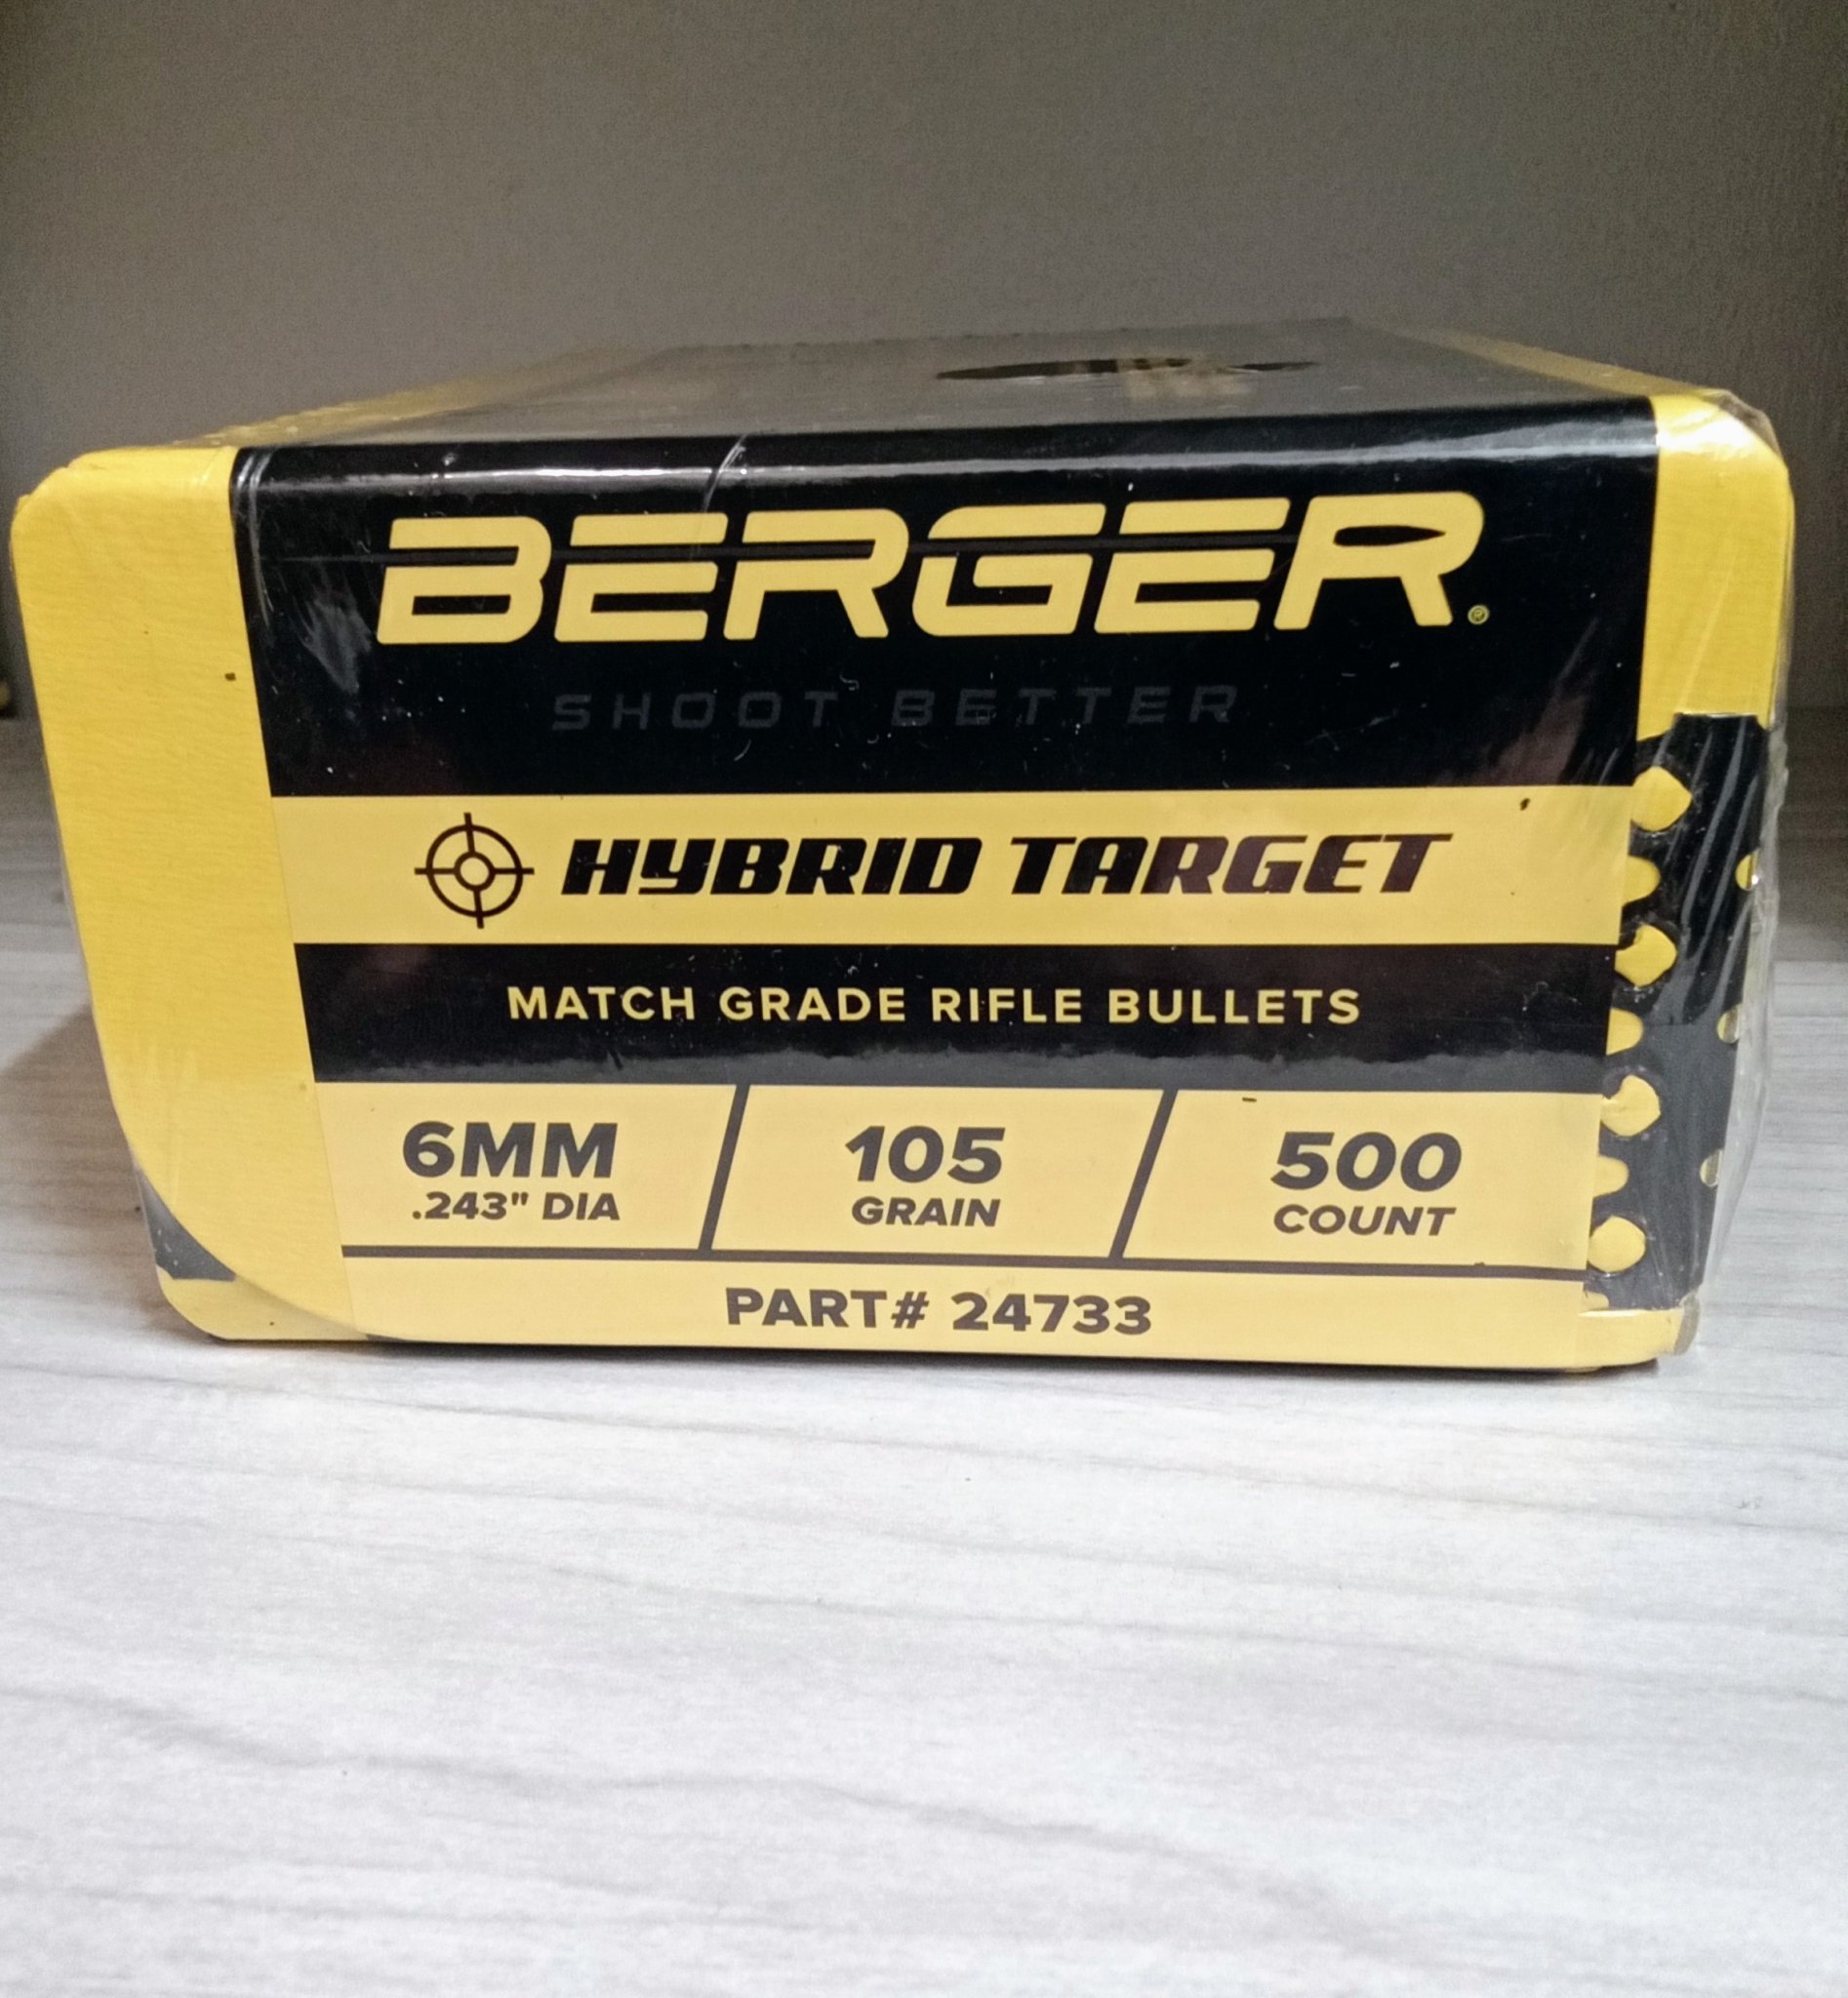 BERGER®
SHOOT BETTER
HYBRID TARGET
MATCH GRADE RIFLE BULLETS
6MM
.243" DIA
105
GRAIN
500
COUNT
PART# 24733